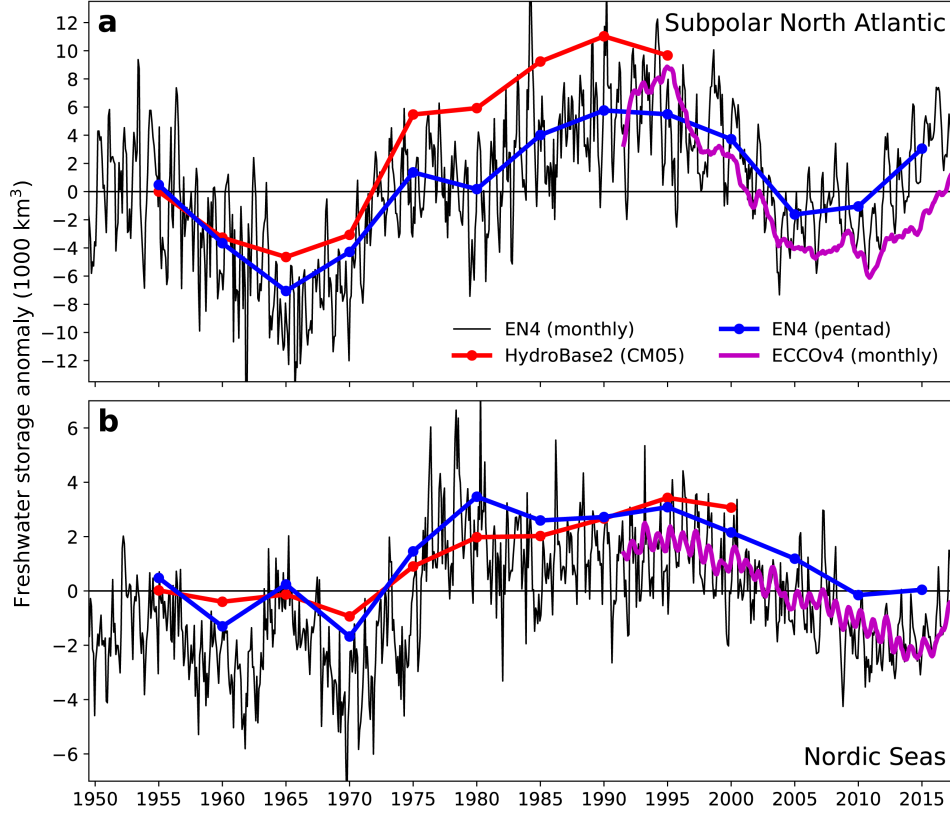 a
Subpolar North Atlantic
12
10
8
6
4
2
0
−2
−4
−6
−8
−10
−12
EN4 (monthly)
HydroBase2 (CM05)
EN4 (pentad)
ECCOv4 (monthly)
Freshwater storage anomaly (1000 km³)
b
6
4
2
0
−2
−4
−6
Nordic Seas
1950 1955 1960 1965 1970 1975 1980 1985 1990 1995 2000 2005 2010 2015